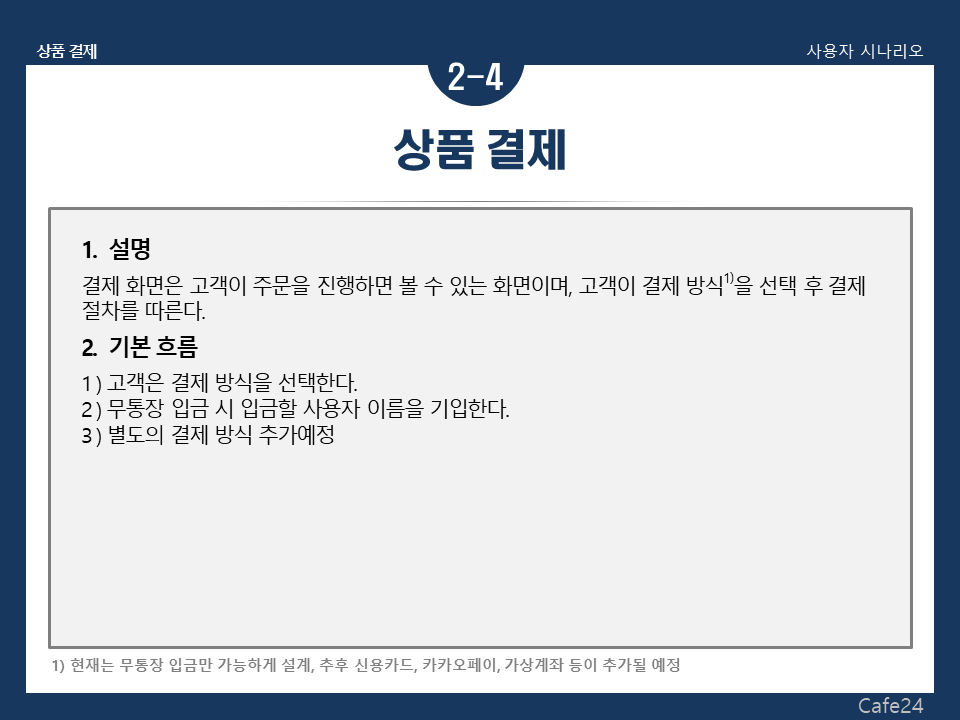 상품 결제
사용자 시나리오
2-4
상품 결제
1. 설명
결제 화면은 고객이 주문을 진행하면 볼 수 있는 화면이며, 고객이 결제 방식1)을 선택 후 결제
절차를 따른다.
2. 기본 흐름
1) 고객은 결제 방식을 선택한다.
2) 무통장 입금 시 입금할 사용자 이름을 기입한다.
3) 별도의 결제 방식 추가예정
1) 현재는 무통장 입금만 가능하게 설계, 추후 신용카드, 카카오페이, 가상계좌 등이 추가될 예정
Cafe24